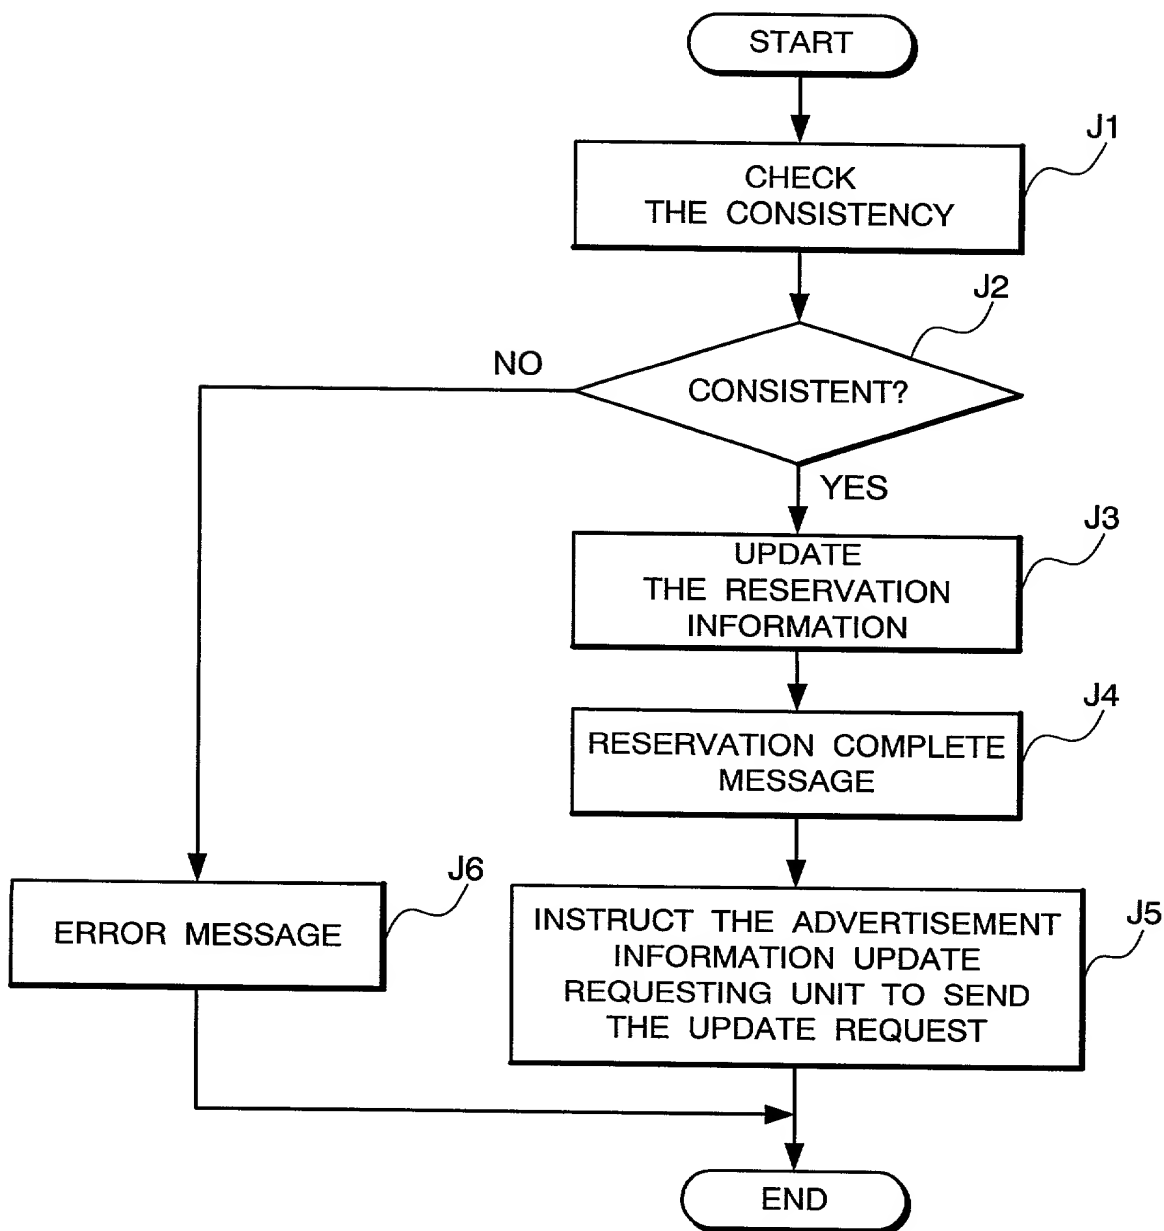 START
J1
CHECK
THE CONSISTENCY
J2
NO
CONSISTENT?
YES
J3
UPDATE
THE RESERVATION
INFORMATION
J4
RESERVATION COMPLETE
MESSAGE
J6
ERROR MESSAGE
J5
INSTRUCT THE ADVERTISEMENT
INFORMATION UPDATE
REQUESTING UNIT TO SEND
THE UPDATE REQUEST
END